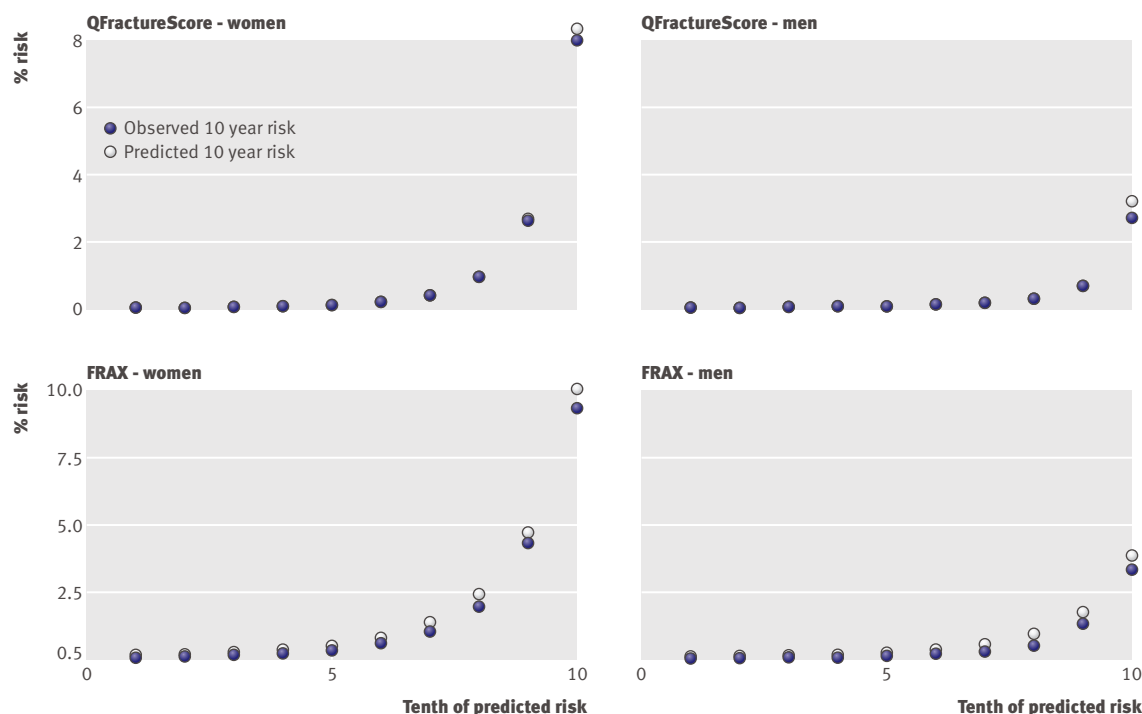 QFractureScore - women
QFractureScore - men
% risk
8
6
4
2
0
Observed 10 year risk
Predicted 10 year risk
FRAX - women
FRAX - men
% risk
10.0
7.5
5.0
2.5
0.5
0
5
10
0
5
10
Tenth of predicted risk
Tenth of predicted risk